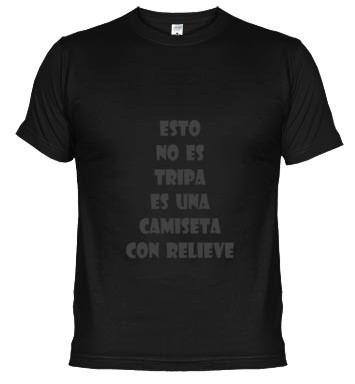 ESTO
NO ES
TRIPA
ES UNA
CAMISETA
CON RELIEVE